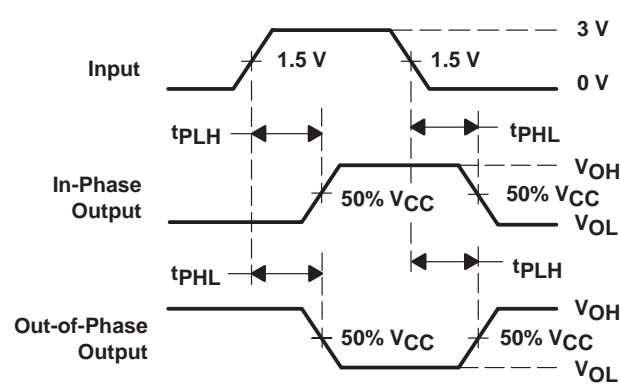 3 V
Input
1.5 V
1.5 V
0 V
tPLH
tPHL
In-Phase
Output
50% VCC
VOH
50% VCC
VOL
tPHL
tPLH
Out-of-Phase
Output
50% VCC
VOH
50% VCC
VOL